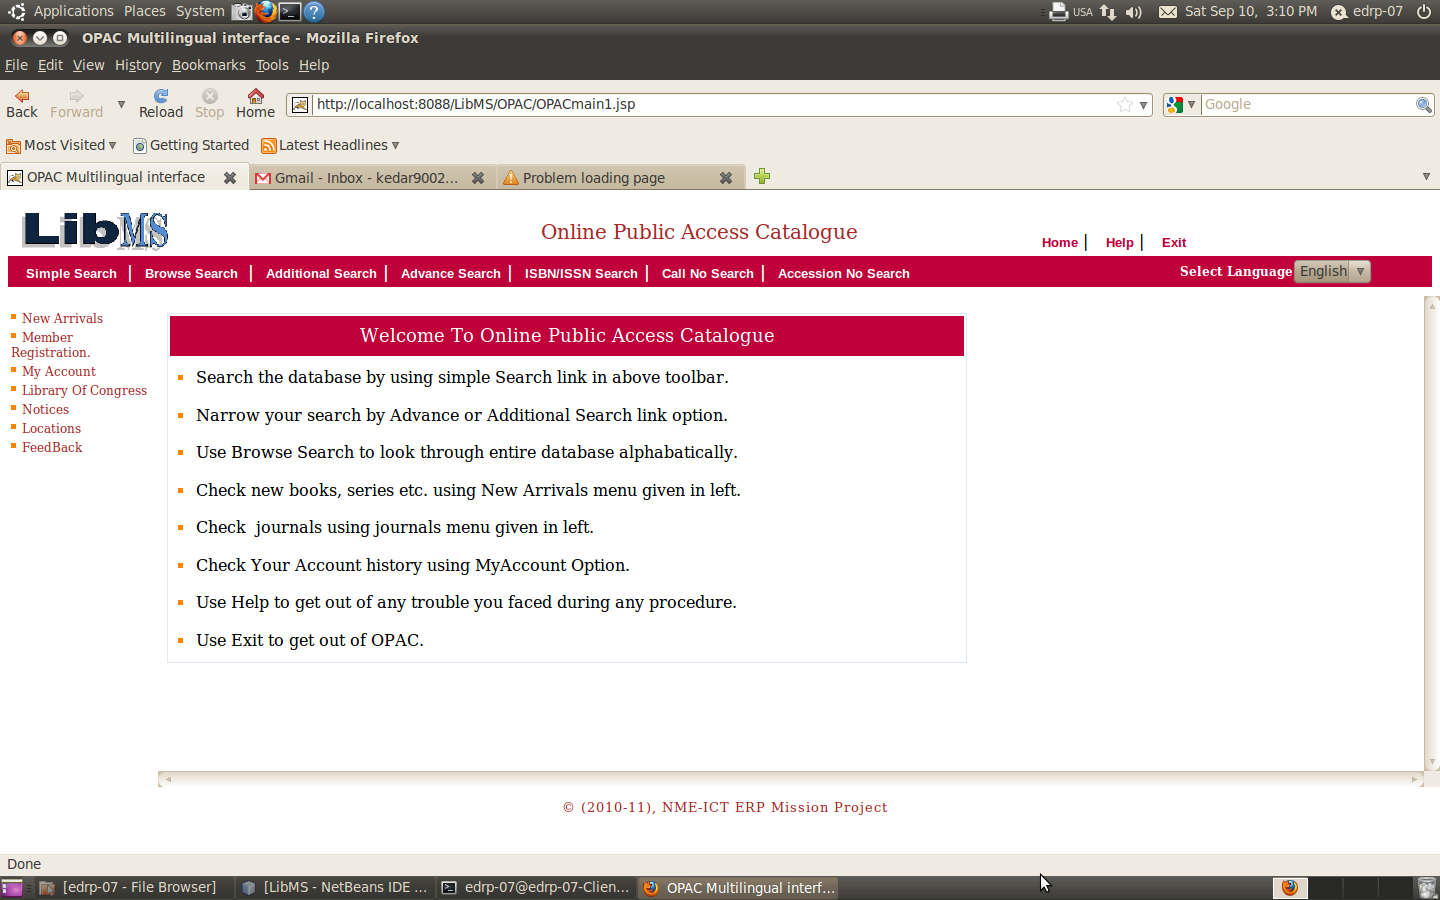 Applications Places System
USA Sat Sep 10, 3:10 PM edrp-07
OPAC Multilingual interface - Mozilla Firefox
File Edit View History Bookmarks Tools Help
Back Forward Reload Stop Home http://localhost:8088/LibMS/OPAC/OPACmain1.jsp Google
Most Visited Getting Started Latest Headlines
OPAC Multilingual interface Gmail - Inbox - kedar9002... Problem loading page
LibMS
Online Public Access Catalogue
Home Help Exit
Simple Search Browse Search Additional Search Advance Search ISBN/ISSN Search Call No Search Accession No Search Select Language English
New Arrivals
Member
Registration.
My Account
Library Of Congress
Notices
Locations
FeedBack
Welcome To Online Public Access Catalogue
Search the database by using simple Search link in above toolbar.
Narrow your search by Advance or Additional Search link option.
Use Browse Search to look through entire database alphabatically.
Check new books, series etc. using New Arrivals menu given in left.
Check  journals using journals menu given in left.
Check Your Account history using MyAccount Option.
Use Help to get out of any trouble you faced during any procedure.
Use Exit to get out of OPAC.
© (2010-11), NME-ICT ERP Mission Project
Done
[edrp-07 - File Browser] [LibMS - NetBeans IDE ... edrp-07@edrp-07-Clien... OPAC Multilingual interf...